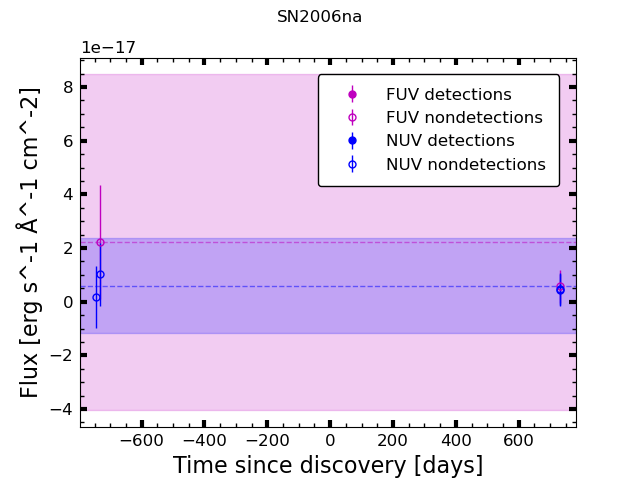 SN2006na
1e−17
8
6
4
2
0
−2
−4
Flux [erg s^-1 Å^-1 cm^-2]
FUV detections
FUV nondetections
NUV detections
NUV nondetections
−600 −400 −200 0 200 400 600
Time since discovery [days]